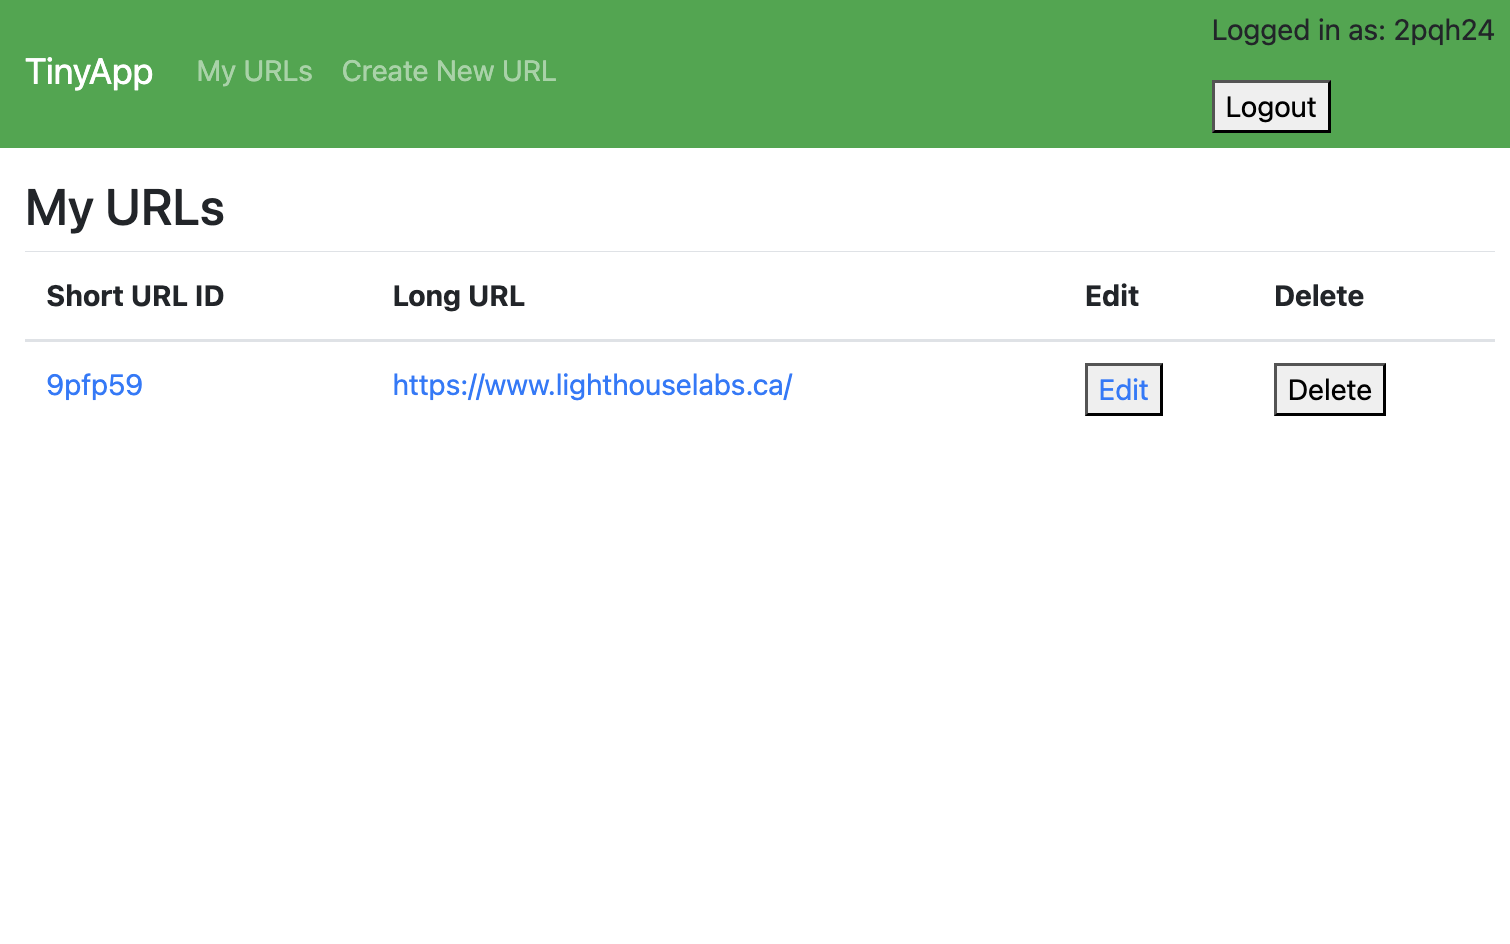 Logged in as: 2pqh24
TinyApp My URLs Create New URL
Logout
My URLs
Short URL ID Long URL Edit Delete
9pfp59 https://www.lighthouselabs.ca/ Edit Delete